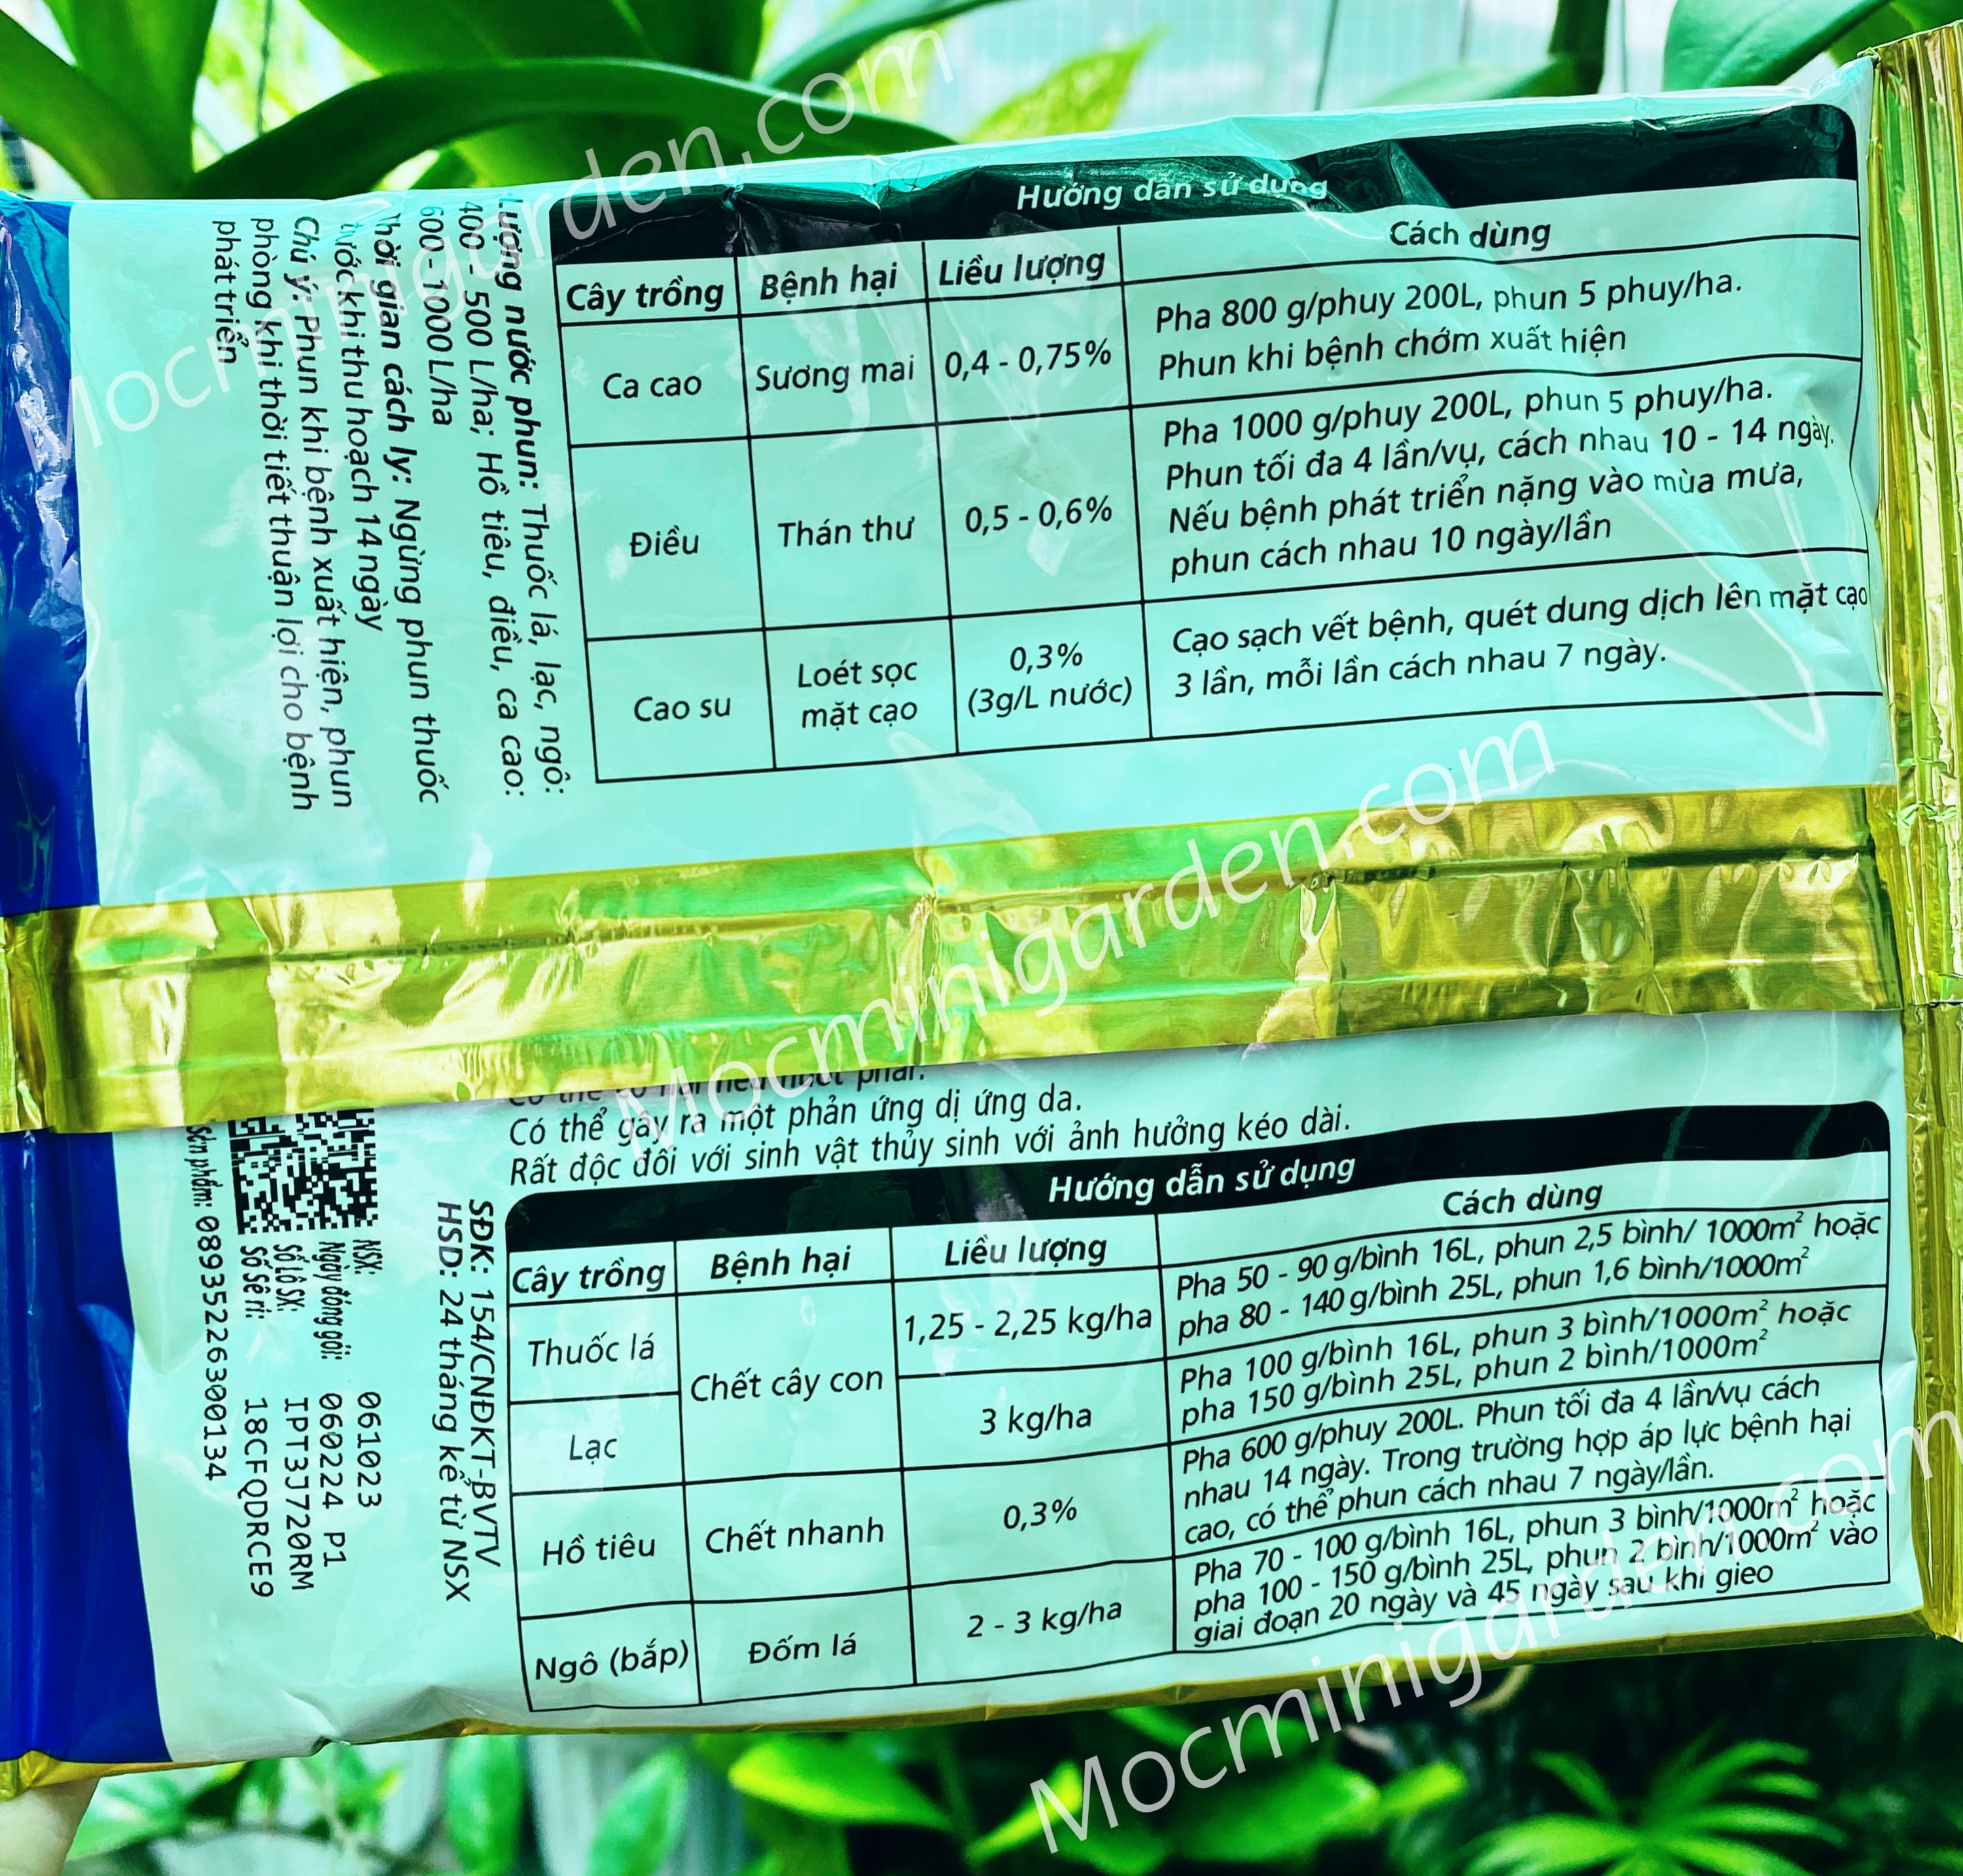 Hướng dẫn sử dụng
Cây trồng
Bệnh hại
Liều lượng
Cách dùng
Ca cao
Sương mai
0,4 - 0,75%
Pha 800 g/phuy 200L, phun 5 phuy/ha.
Phun khi bệnh chớm xuất hiện
Điều
Thán thư
0,5 - 0,6%
Pha 1000 g/phuy 200L, phun 5 phuy/ha.
Phun tối đa 4 lần/vụ, cách nhau 10 - 14 ngày.
Nếu bệnh phát triển nặng vào mùa mưa,
phun cách nhau 10 ngày/lần
Cao su
Loét sọc
mặt cạo
0,3%
(3g/L nước)
Cạo sạch vết bệnh, quét dung dịch lên mặt cạo
3 lần, mỗi lần cách nhau 7 ngày.
Lượng nước phun: Thuốc lá, lạc, ngô:
400 - 500 L/ha; Hồ tiêu, điều, ca cao:
600-1000 L/ha
Thời gian cách ly: Ngừng phun thuốc
trước khi thu hoạch 14 ngày
Chú ý: Phun khi bệnh xuất hiện, phun
phòng khi thời tiết thuận lợi cho bệnh
phát triển
Có thể gây ra một phản ứng dị ứng da.
Rất độc đối với sinh vật thủy sinh với ảnh hưởng kéo dài.
Hướng dẫn sử dụng
Cây trồng
Bệnh hại
Liều lượng
Cách dùng
Thuốc lá
Chết cây con
1,25 - 2,25 kg/ha
Pha 50 - 90 g/bình 16L, phun 2,5 bình/ 1000m² hoặc
pha 80 - 140 g/bình 25L, phun 1,6 bình/1000m²
Lạc
3 kg/ha
Pha 100 g/bình 16L, phun 3 bình/1000m² hoặc
pha 150 g/bình 25L, phun 2 bình/1000m²
Hồ tiêu
Chết nhanh
0,3%
Pha 600 g/phuy 200L. Phun tối đa 4 lần/vụ cách
nhau 14 ngày. Trong trường hợp áp lực bệnh hại
cao, có thể phun cách nhau 7 ngày/lần.
Ngô (bắp)
Đốm lá
2 - 3 kg/ha
Pha 70 - 100 g/bình 16L, phun 3 bình/1000m² hoặc
pha 100 - 150 g/bình 25L, phun 2 bình/1000m² vào
giai đoạn 20 ngày và 45 ngày sau khi gieo
SĐK: 154/CNĐKT-BVTV
HSD: 24 tháng kể từ NSX
NSX: 061023
Ngày đóng gói: 060224 P1
Số lô SX: IPT3J720RM
Số Sê ri: 18CFQDRCE9
sản phẩm: 08935226300134
Mocminigarden.com
Mocminigarden.com
Mocminigarden.com